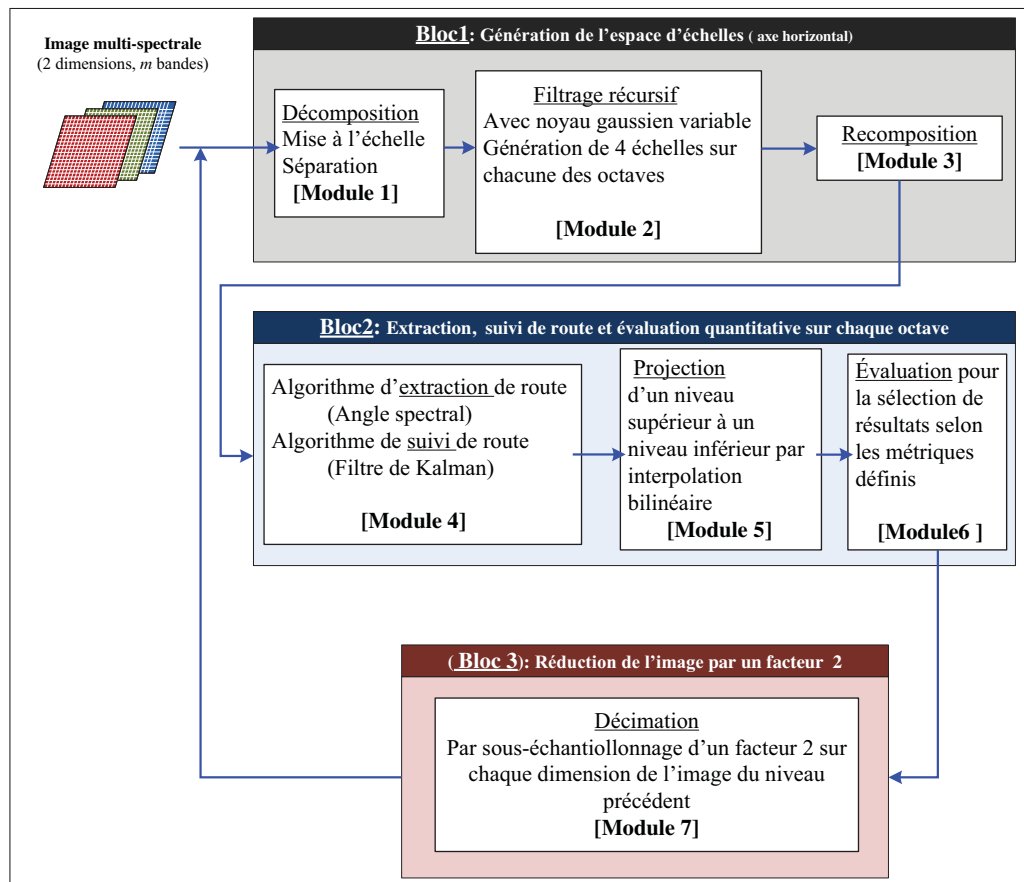 Image multi-spectrale
(2 dimensions, m bandes)
Bloc1: Génération de l'espace d'échelles ( axe horizontal)
Décomposition
Mise à l'échelle
Séparation
[Module 1]
Filtrage récursif
Avec noyau gaussien variable
Génération de 4 échelles sur
chacune des octaves
[Module 2]
Recomposition
[Module 3]
Bloc2: Extraction, suivi de route et évaluation quantitative sur chaque octave
Algorithme d'extraction de route
(Angle spectral)
Algorithme de suivi de route
(Filtre de Kalman)
[Module 4]
Projection
d'un niveau
supérieur à un
niveau inférieur par
interpolation
bilinéaire
[Module 5]
Évaluation pour
la sélection de
résultats selon
les métriques
définis
[Module6 ]
( Bloc 3): Réduction de l'image par un facteur 2
Décimation
Par sous-échantiollonnage d'un facteur 2 sur
chaque dimension de l'image du niveau
précédent
[Module 7]